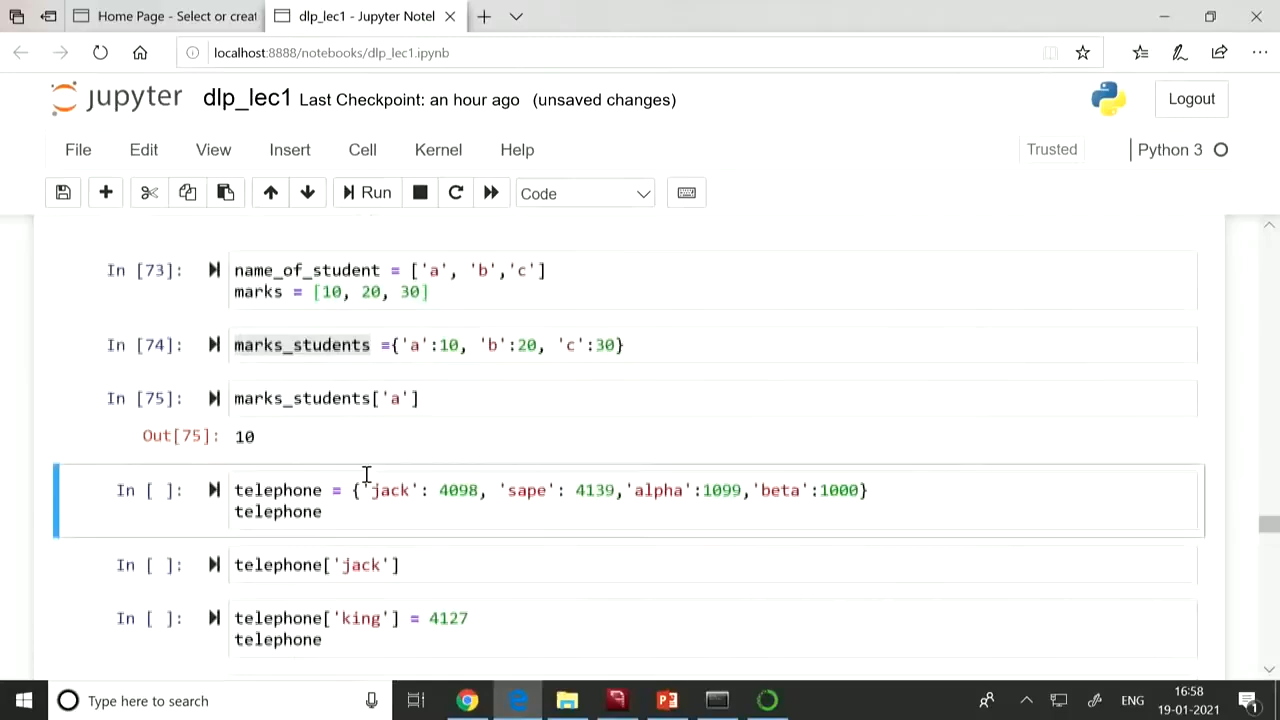 Home Page - Select or creat
dlp_lec1 - Jupyter Notel
localhost:8888/notebooks/dlp_lec1.ipynb
jupyter dlp_lec1 Last Checkpoint: an hour ago (unsaved changes)
Logout
File Edit View Insert Cell Kernel Help
Trusted
Python 3
Run
Code
In [73]: name_of_student = ['a', 'b','c']
marks = [10, 20, 30]
In [74]: marks_students ={'a':10, 'b':20, 'c':30}
In [75]: marks_students['a']
Out[75]: 10
In [ ]: telephone = {'jack': 4098, 'sape': 4139,'alpha':1099,'beta':1000}
telephone
In [ ]: telephone['jack']
In [ ]: telephone['king'] = 4127
telephone
Type here to search
ENG
16:58
19-01-2021
1